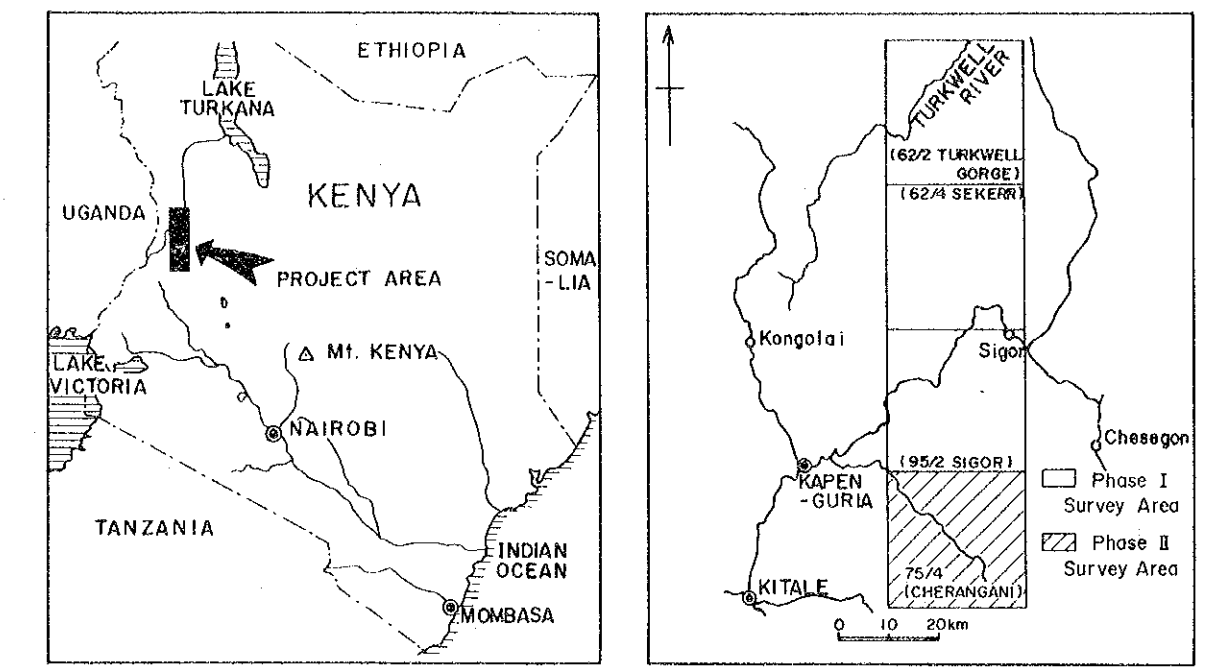 ETHIOPIA
LAKE
TURKANA
KENYA
UGANDA
PROJECT AREA
SOMA
-LIA
Mt. KENYA
LAKE
VICTORIA
NAIROBI
TANZANIA
INDIAN
OCEAN
MOMBASA
TURKWELL
RIVER
(62/2 TURKWELL
GORGE)
(62/4 SEKERR)
Kongolai
Sigor
Chesegon
(95/2 SIGOR)
KAPEN
-GURIA
Phase I
Survey Area
Phase II
Survey Area
75/4
(CHERANGANI)
KITALE
0 10 20km